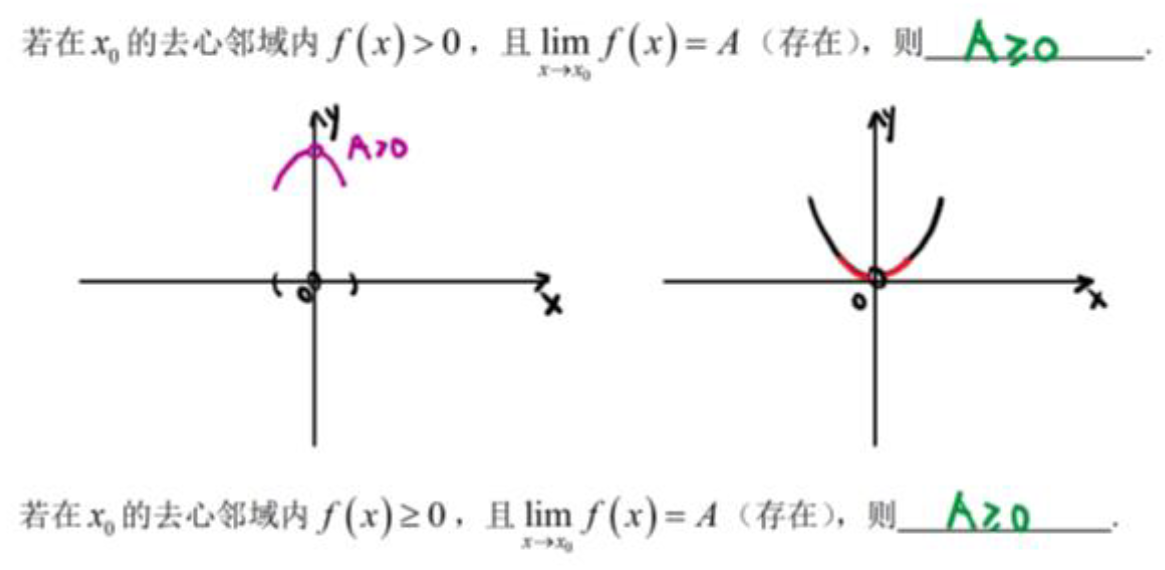 若在 x₀ 的去心邻域内 f(x)>0，且 lim_{x→x₀} f(x)=A（存在），则 A≥0 .
y A>0 y
( 0 ) x 0 x
若在 x₀ 的去心邻域内 f(x)≥0，且 lim_{x→x₀} f(x)=A（存在），则 A≥0 .